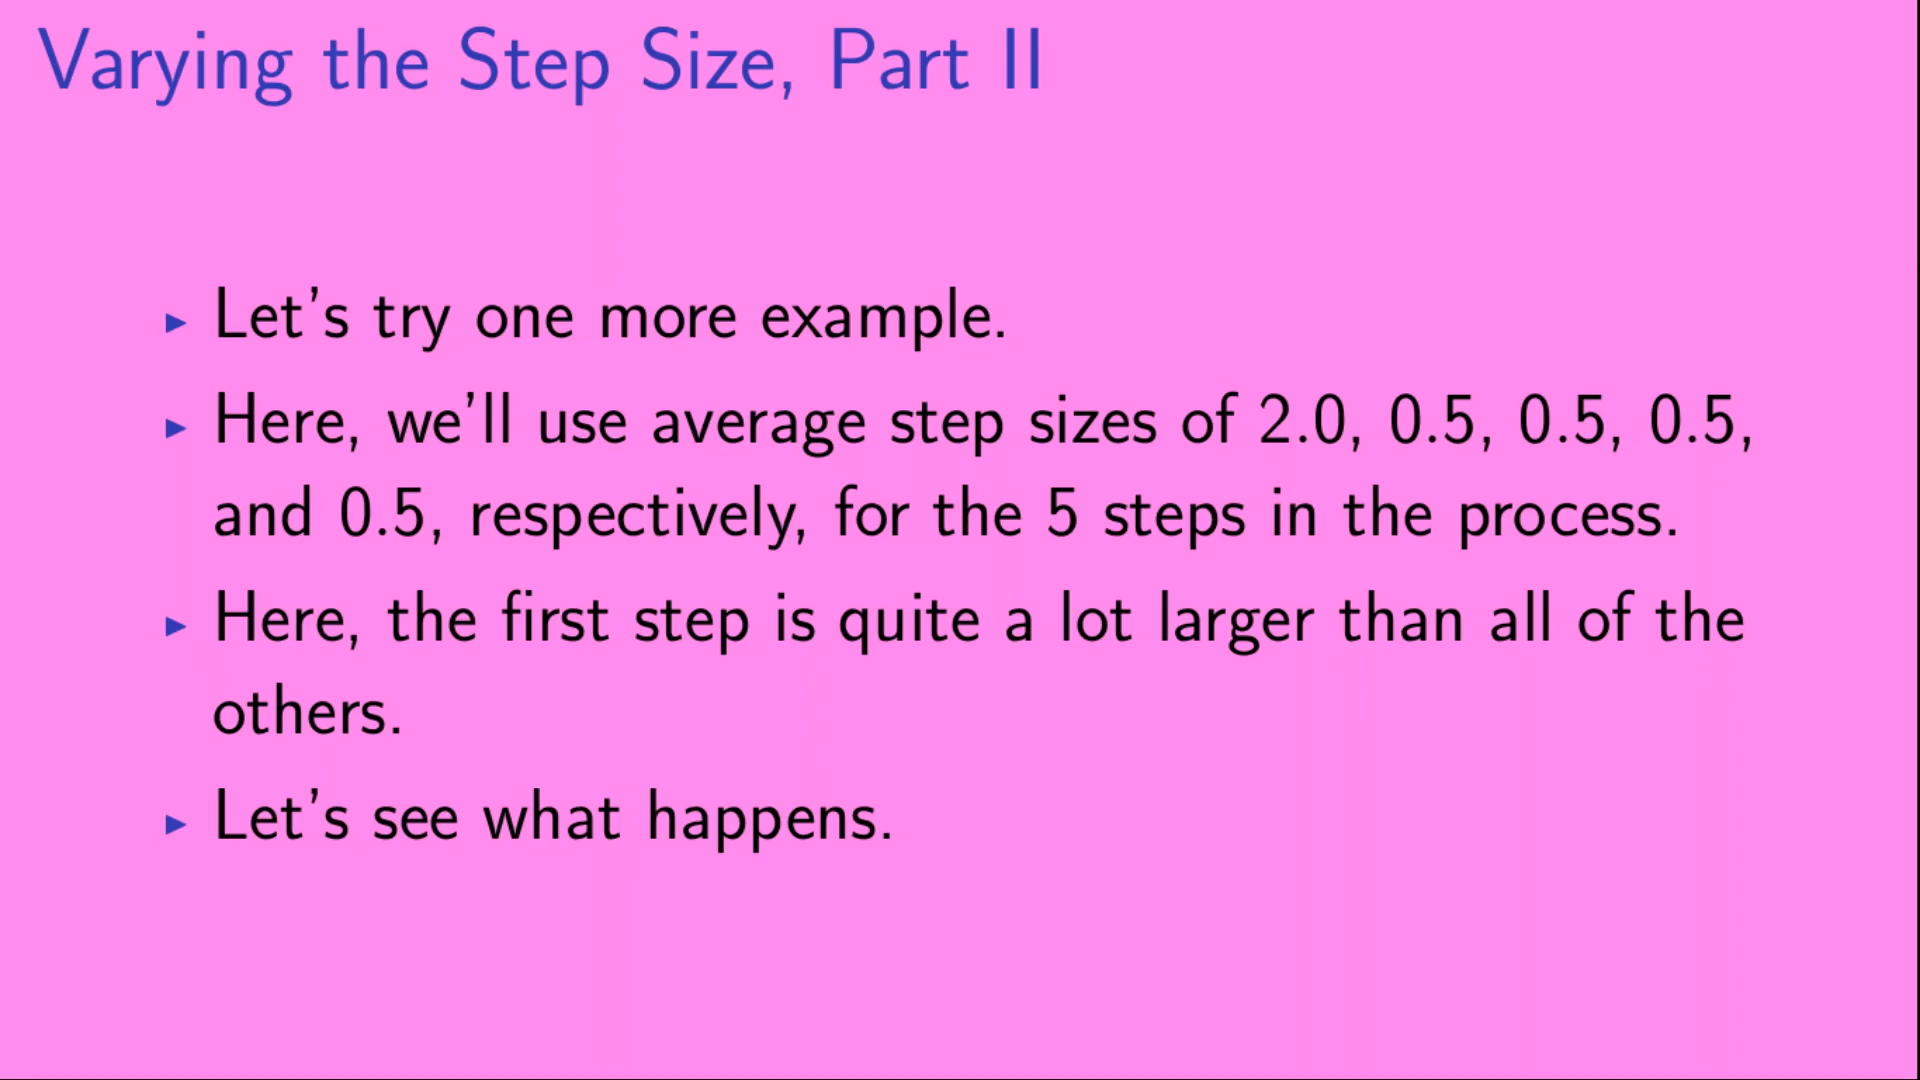 Varying the Step Size, Part II
▶ Let's try one more example.
▶ Here, we'll use average step sizes of 2.0, 0.5, 0.5, 0.5,
and 0.5, respectively, for the 5 steps in the process.
▶ Here, the first step is quite a lot larger than all of the
others.
▶ Let's see what happens.